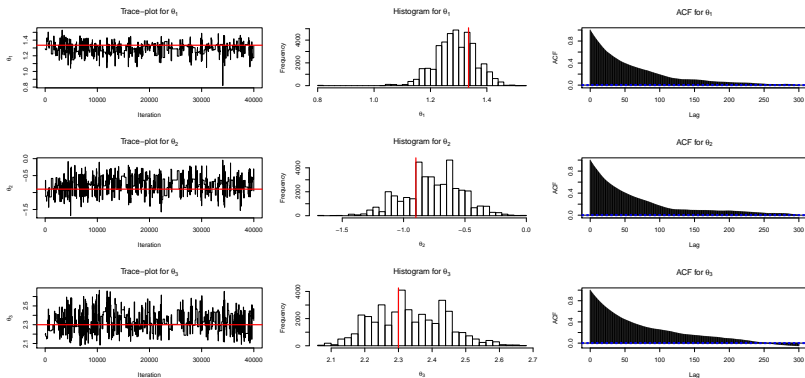 Trace−plot for θ1
Histogram for θ1
ACF for θ1
θ1
0.8 1.0 1.2 1.4
0 10000 20000 30000 40000
Iteration
Frequency
0 2000 4000
0.8 1.0 1.2 1.4
θ1
ACF
0.0 0.4 0.8
0 50 100 150 200 250 300
Lag
Trace−plot for θ2
Histogram for θ2
ACF for θ2
θ2
−1.5 −0.5 0.0
0 10000 20000 30000 40000
Iteration
Frequency
0 2000 4000
−1.5 −1.0 −0.5 0.0
θ2
ACF
0.0 0.4 0.8
0 50 100 150 200 250 300
Lag
Trace−plot for θ3
Histogram for θ3
ACF for θ3
θ3
2.1 2.3 2.5
0 10000 20000 30000 40000
Iteration
Frequency
0 2000 4000
2.1 2.2 2.3 2.4 2.5 2.6 2.7
θ3
ACF
0.0 0.4 0.8
0 50 100 150 200 250 300
Lag